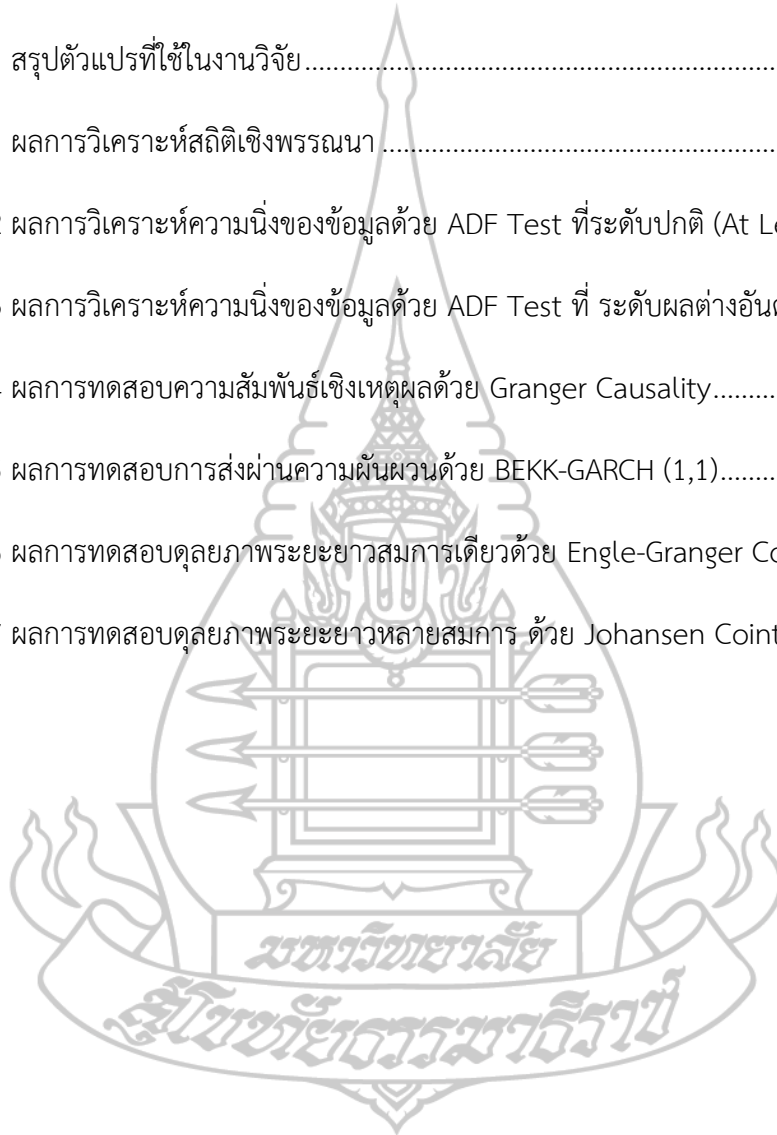 สรุปตัวแปรที่ใช้ในงานวิจัย
ผลการวิเคราะห์สถิติเชิงพรรณนา
ผลการวิเคราะห์ความนิ่งของข้อมูลด้วย ADF Test ที่ระดับปกติ (At Le
ผลการวิเคราะห์ความนิ่งของข้อมูลด้วย ADF Test ที่ ระดับผลต่างอัน
ผลการทดสอบความสัมพันธ์เชิงเหตุผลด้วย Granger Causality
ผลการทดสอบการส่งผ่านความผันผวนด้วย BEKK-GARCH (1,1)
ผลการทดสอบดุลยภาพระยะยาวสมการเดียวด้วย Engle-Granger Co
ผลการทดสอบดุลยภาพระยะยาวหลายสมการ ด้วย Johansen Coint
มหาวิทยาลัย
สุโขทัยธรรมาธิราช